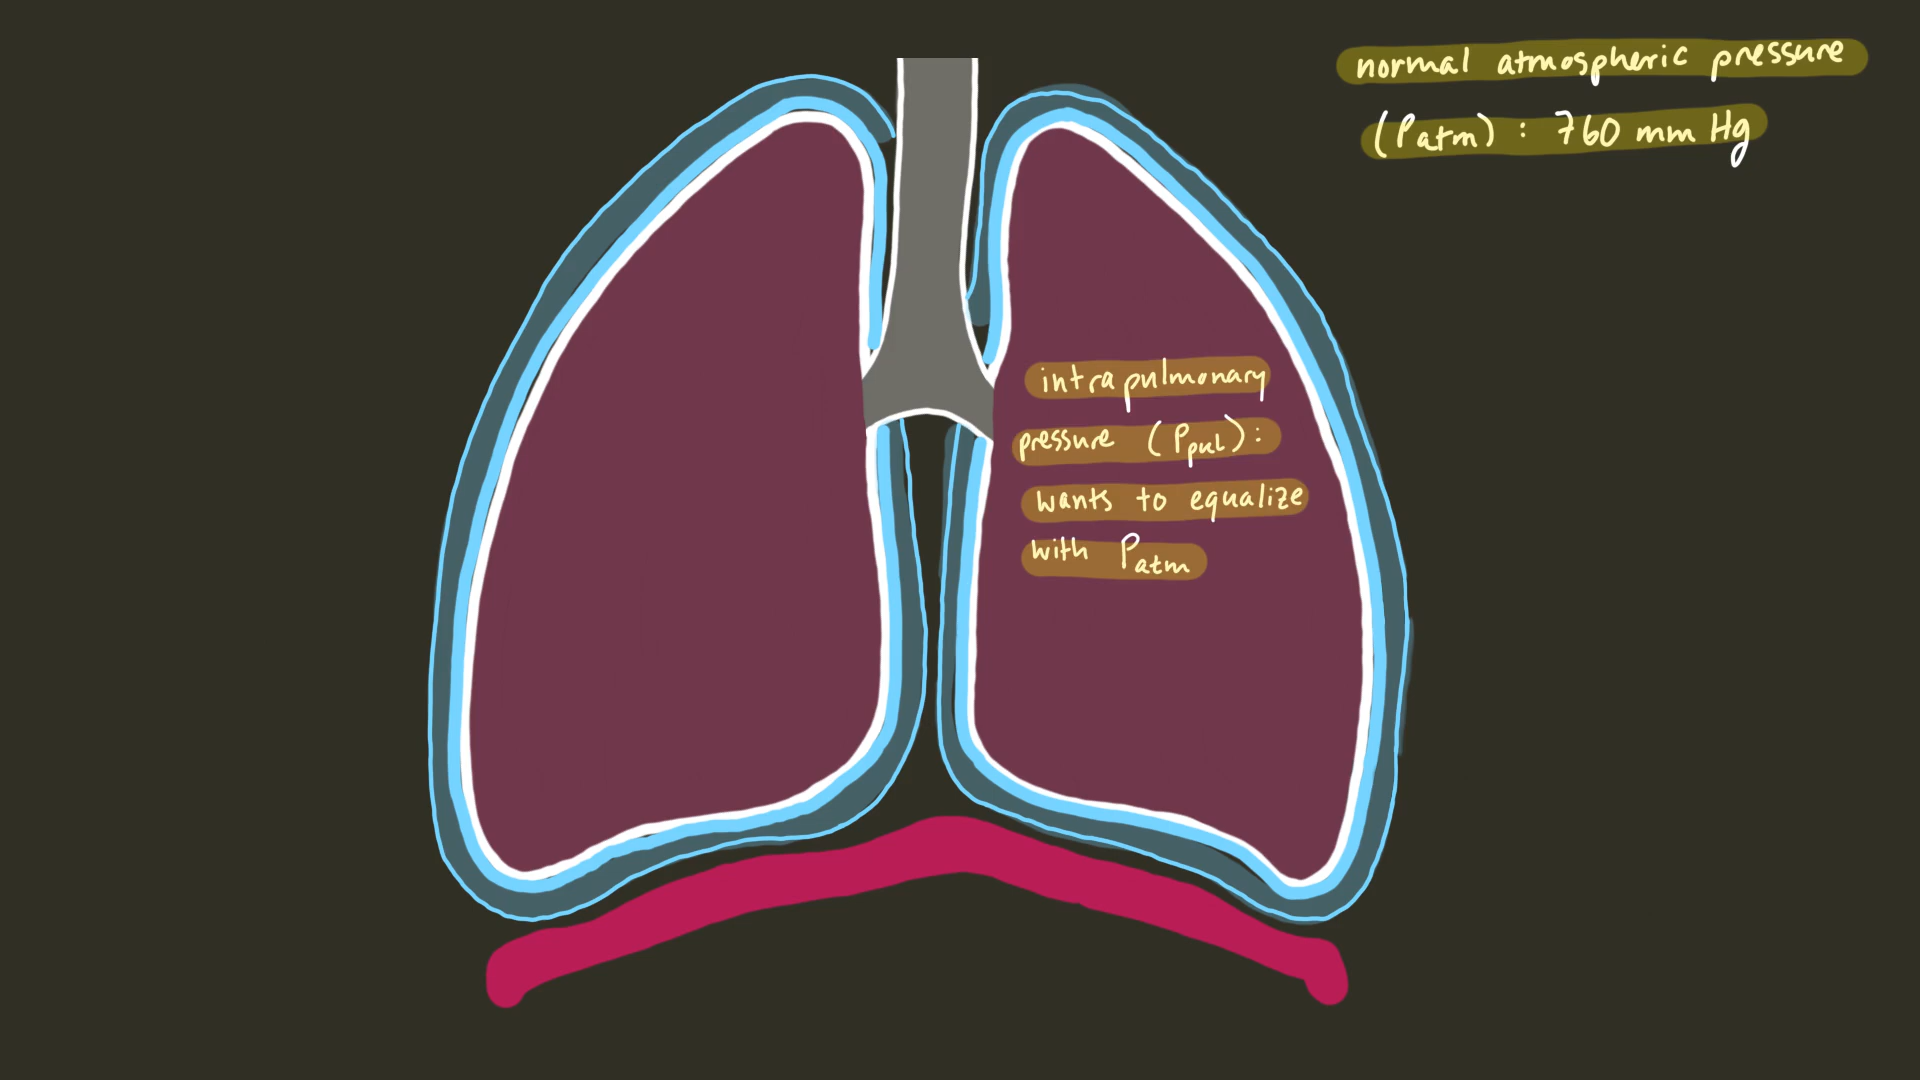 normal atmospheric pressure
(Patm) : 760 mm Hg
intrapulmonary
pressure (Ppul) :
wants to equalize
with Patm